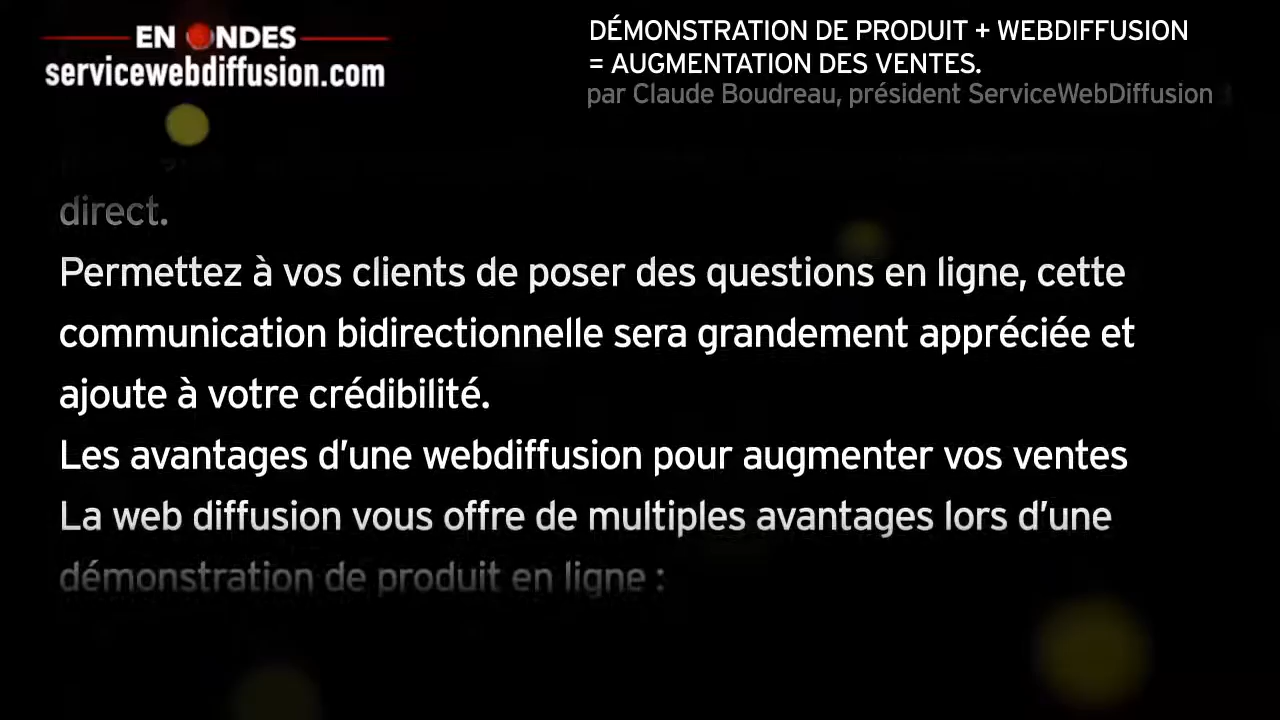 EN ONDES
servicewebdiffusion.com
DÉMONSTRATION DE PRODUIT + WEBDIFFUSION
= AUGMENTATION DES VENTES.
par Claude Boudreau, président ServiceWebDiffusion
direct.
Permettez à vos clients de poser des questions en ligne, cette
communication bidirectionnelle sera grandement appréciée et
ajoute à votre crédibilité.
Les avantages d’une webdiffusion pour augmenter vos ventes
La web diffusion vous offre de multiples avantages lors d’une
démonstration de produit en ligne :